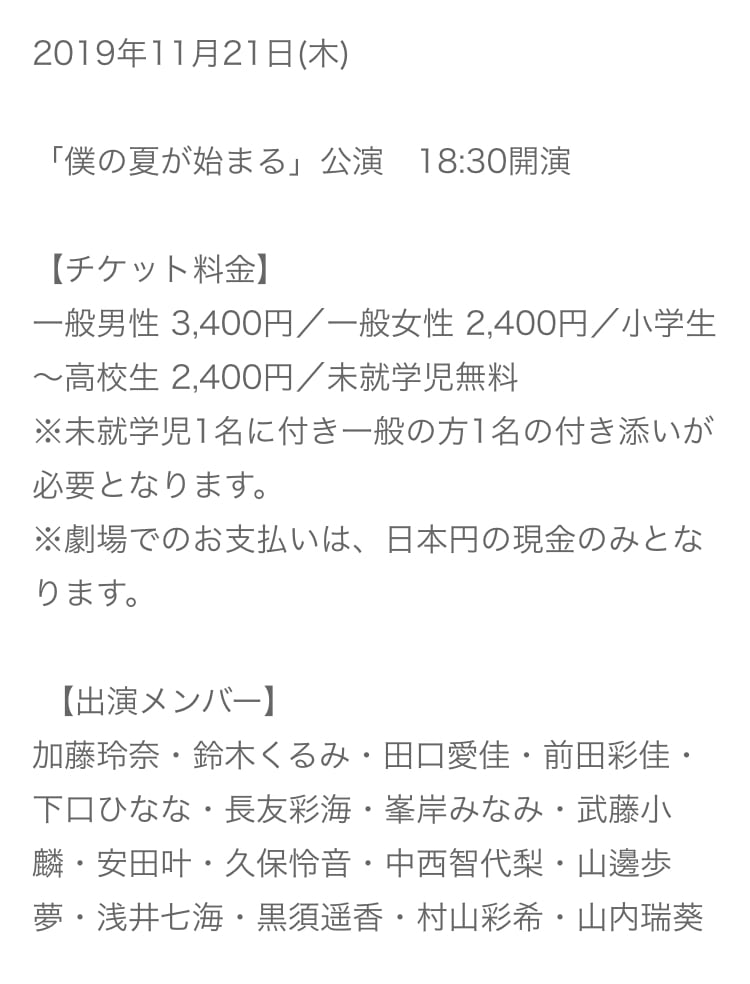 2019年11月21日(木)
「僕の夏が始まる」公演　18:30開演
【チケット料金】
一般男性 3,400円／一般女性 2,400円／小学生
〜高校生 2,400円／未就学児無料
※未就学児1名に付き一般の方1名の付き添いが
必要となります。
※劇場でのお支払いは、日本円の現金のみとな
ります。
【出演メンバー】
加藤玲奈・鈴木くるみ・田口愛佳・前田彩佳・
下口ひなな・長友彩海・峯岸みなみ・武藤小
麟・安田叶・久保怜音・中西智代梨・山邊歩
夢・浅井七海・黒須遥香・村山彩希・山内瑞葵